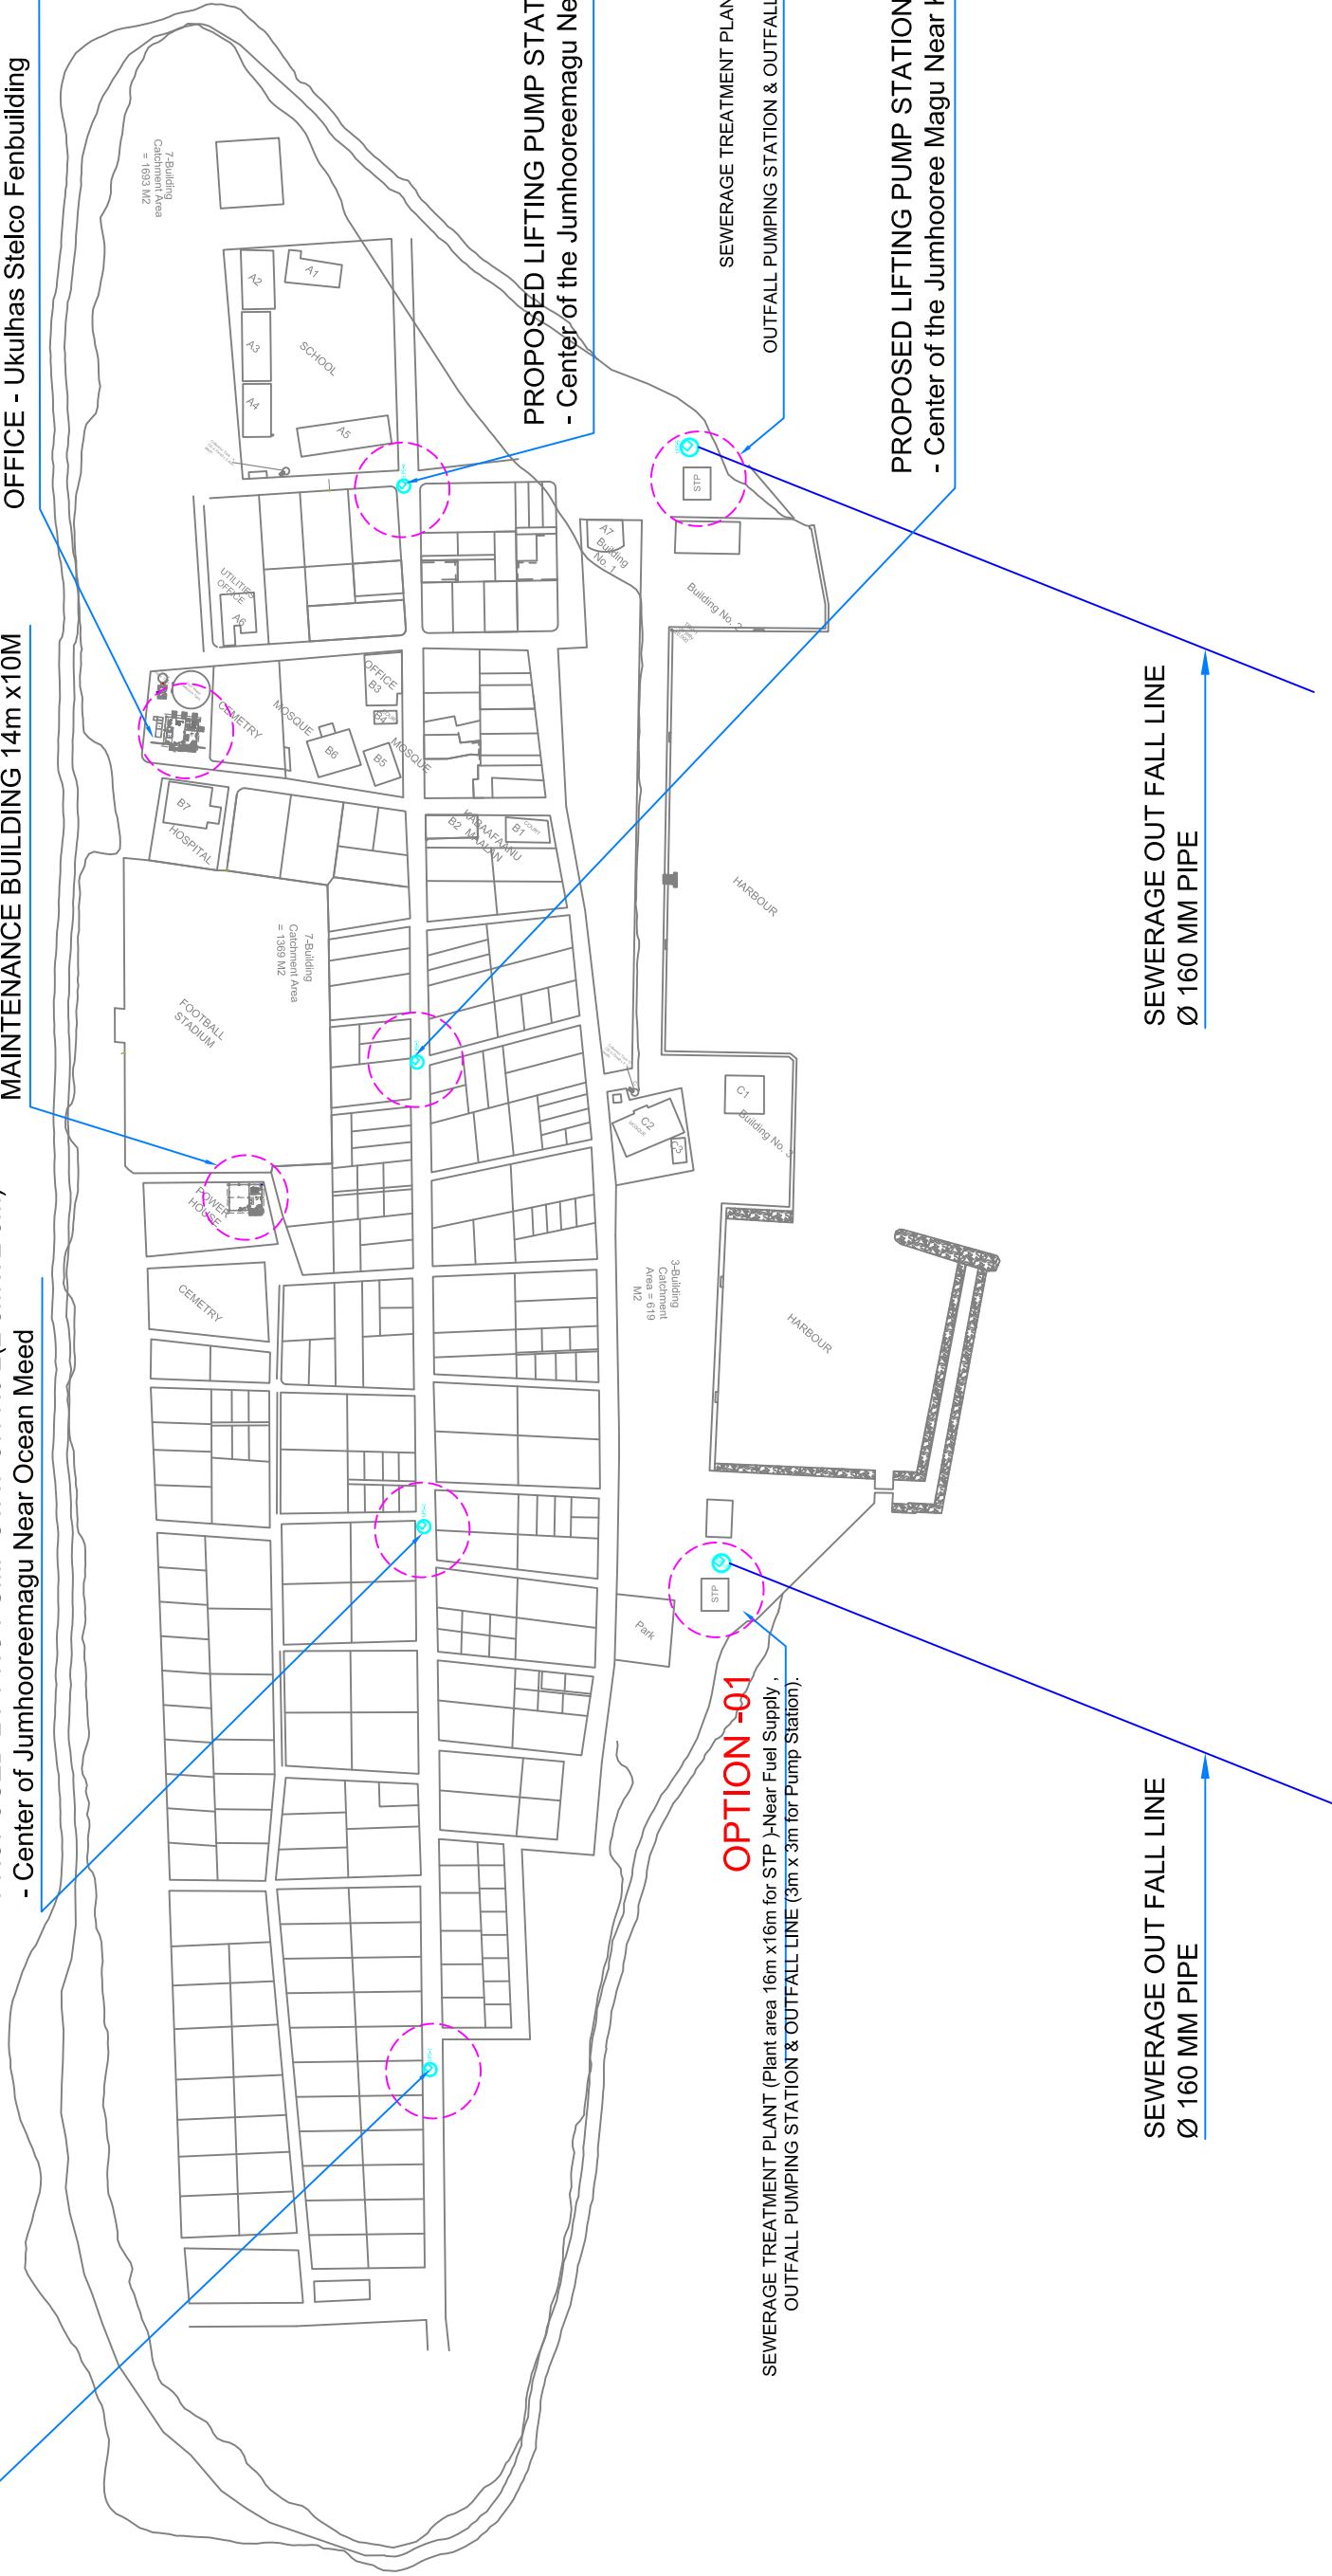 OFFICE - Ukulhas Stelco Fenbuilding
MAINTENANCE BUILDING 14m x10M
- Center of Jumhooreemagu Near Ocean Meed
PROPOSED LIFTING PUMP STAT
- Center of the Jumhooreemagu Ne
SEWERAGE TREATMENT PLAN
OUTFALL PUMPING STATION & OUTFALL
PROPOSED LIFTING PUMP STATION
- Center of the Jumhooree Magu Near
SEWERAGE OUT FALL LINE
Ø 160 MM PIPE
SEWERAGE OUT FALL LINE
Ø 160 MM PIPE
OPTION -01
SEWERAGE TREATMENT PLANT (Plant area 16m x16m for STP )-Near Fuel Supply ,
OUTFALL PUMPING STATION & OUTFALL LINE (3m x 3m for Pump Station).
7-Building
Catchment Area
= 1693 M2
A1
A2
A3
A4
A5
SCHOOL
UTILITIES
OFFICE
A6
A7
Building
No. 1
STP
Building No. 2
CEMETRY
MOSQUE
OFFICE
B3
B4
B5
B6
MOSQUE
B7
HOSPITAL
B2
B1
COURT
KABAAFAANU
MAALAN
HARBOUR
7-Building
Catchment Area
= 1369 M2
FOOTBALL
STADIUM
C1
Building No. 3
C2
MOSQUE
C3
POWER
HOUSE
CEMETRY
3-Building
Catchment
Area = 619
M2
HARBOUR
STP
Park